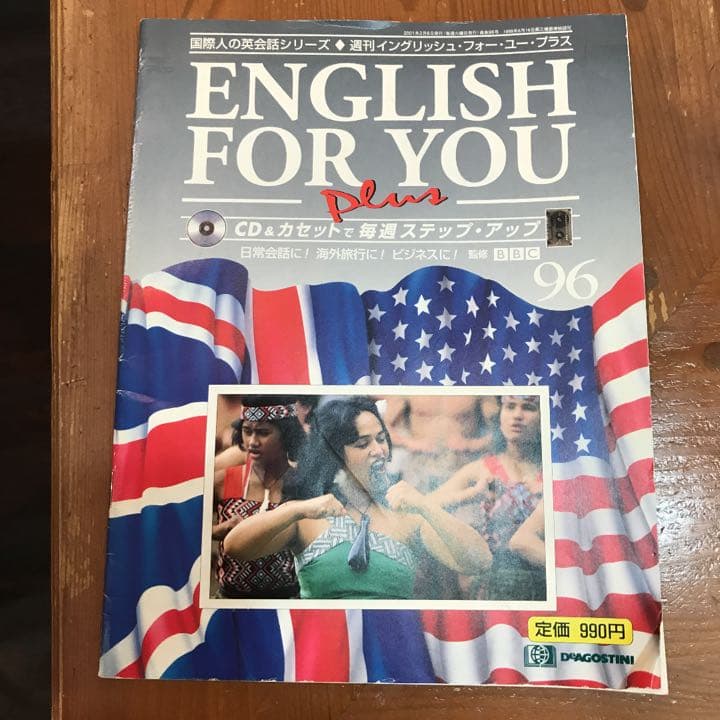 国際人の英会話シリーズ◆週刊イングリッシュ・フォー・ユー・プラス
ENGLISH
FOR YOU
plus
CD&カセットで毎週ステップ・アップ
日常会話に! 海外旅行に! ビジネスに! 監修 BBC
96
定価 990円
DeAGOSTINI